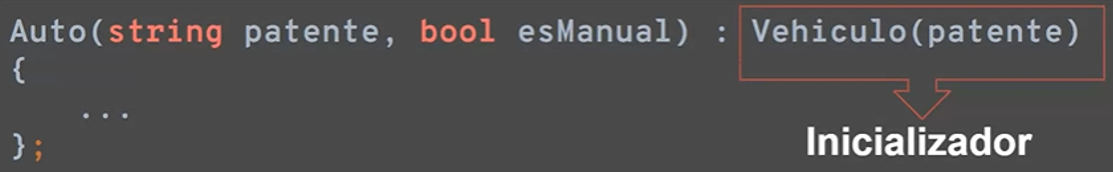 Auto(string patente, bool esManual) : Vehiculo(patente)
{
...
};
Inicializador